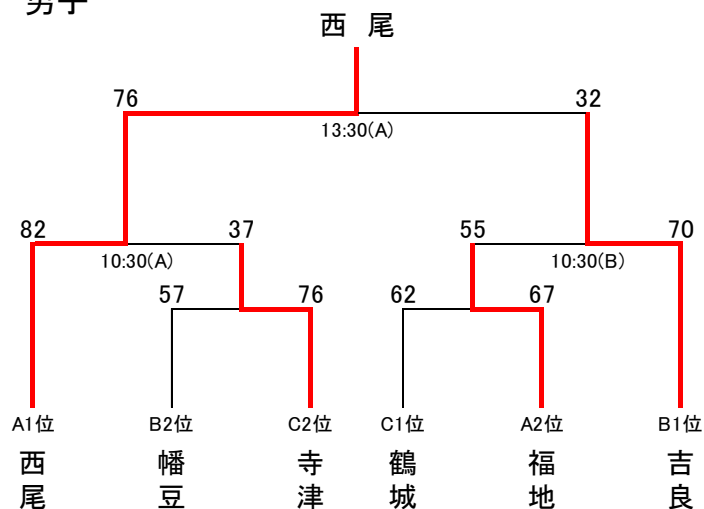 男子
西 尾
76 32
13:30(A)
82 37 55 70
10:30(A) 10:30(B)
57 76 62 67
A1位 B2位 C2位 C1位 A2位 B1位
西尾 幡豆 寺津 鶴城 福地 吉良